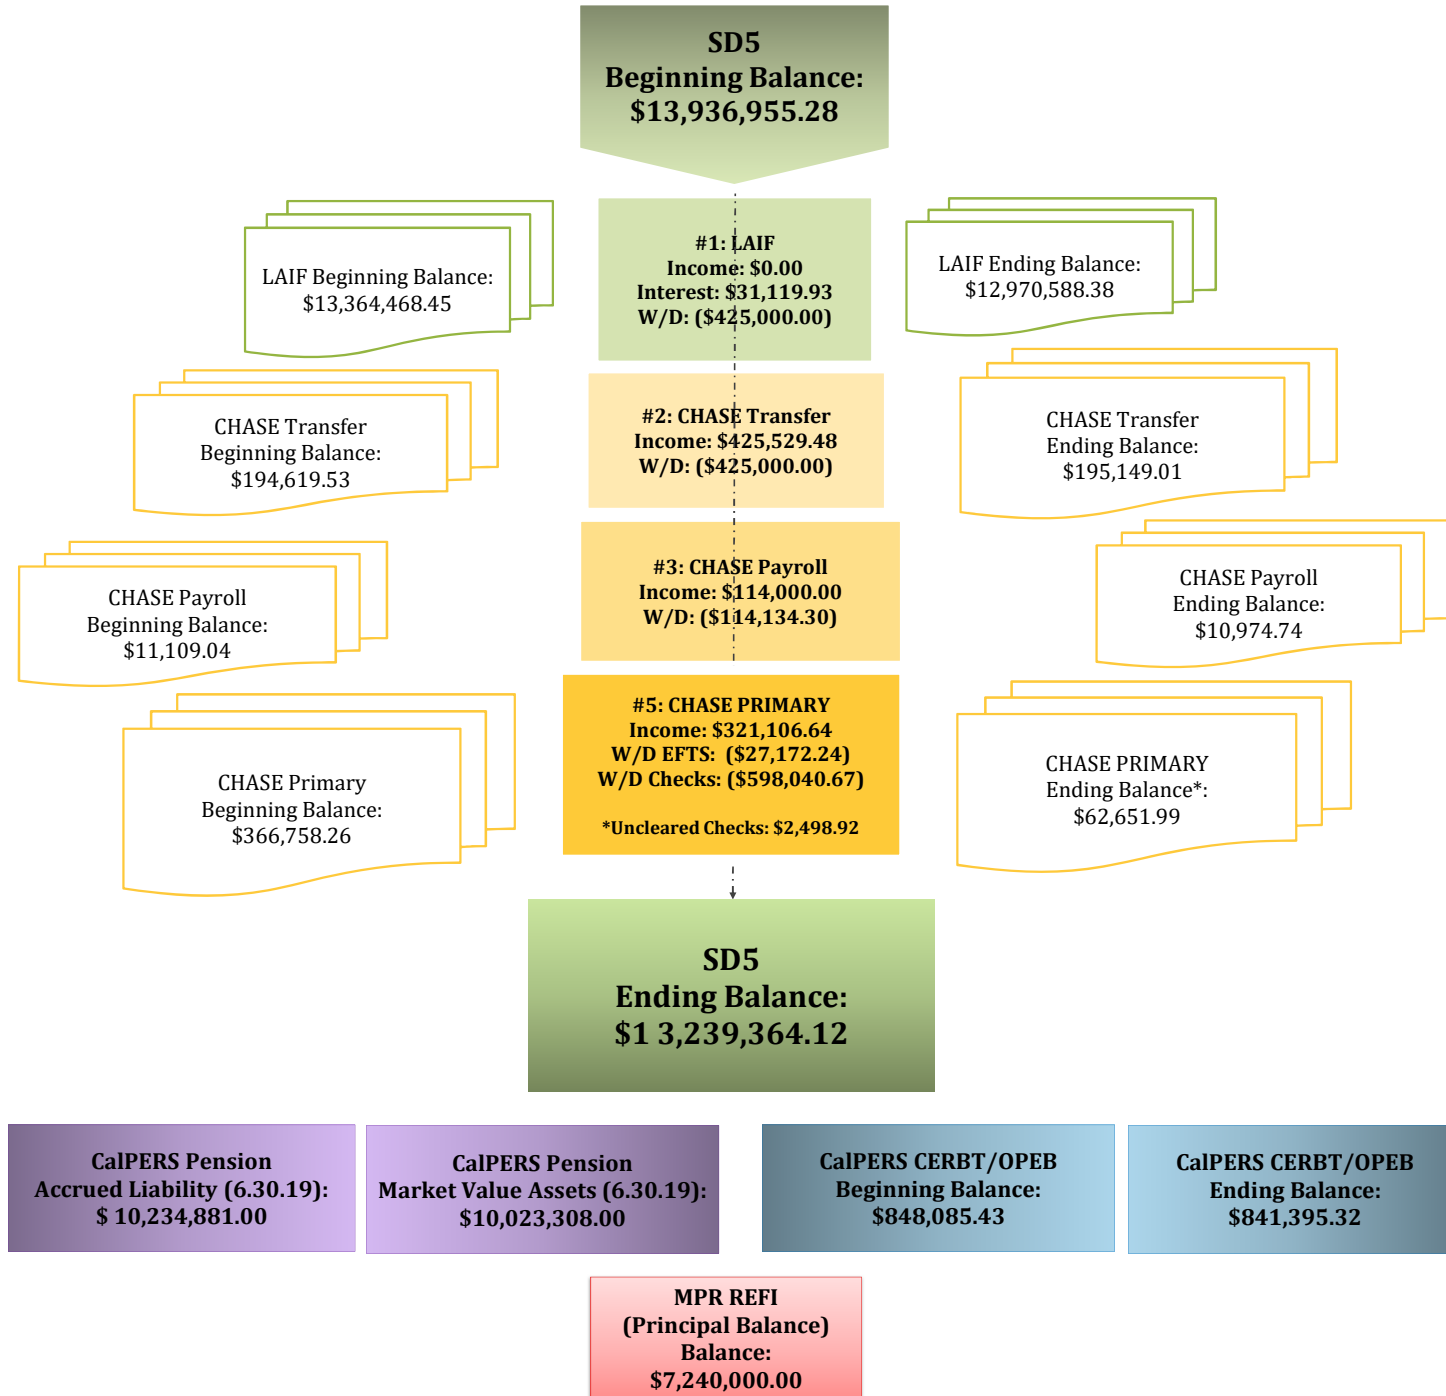 SD5
Beginning Balance:
$13,936,955.28
LAIF Beginning Balance:
$13,364,468.45
#1: LAIF
Income: $0.00
Interest: $31,119.93
W/D: ($425,000.00)
LAIF Ending Balance:
$12,970,588.38
CHASE Transfer
Beginning Balance:
$194,619.53
#2: CHASE Transfer
Income: $425,529.48
W/D: ($425,000.00)
CHASE Transfer
Ending Balance:
$195,149.01
CHASE Payroll
Beginning Balance:
$11,109.04
#3: CHASE Payroll
Income: $114,000.00
W/D: ($114,134.30)
CHASE Payroll
Ending Balance:
$10,974.74
CHASE Primary
Beginning Balance:
$366,758.26
#5: CHASE PRIMARY
Income: $321,106.64
W/D EFTS:  ($27,172.24)
W/D Checks: ($598,040.67)
*Uncleared Checks: $2,498.92
CHASE PRIMARY
Ending Balance*:
$62,651.99
SD5
Ending Balance:
$1 3,239,364.12
CalPERS Pension
Accrued Liability (6.30.19):
$ 10,234,881.00
CalPERS Pension
Market Value Assets (6.30.19):
$10,023,308.00
CalPERS CERBT/OPEB
Beginning Balance:
$848,085.43
CalPERS CERBT/OPEB
Ending Balance:
$841,395.32
MPR REFI
(Principal Balance)
Balance:
$7,240,000.00